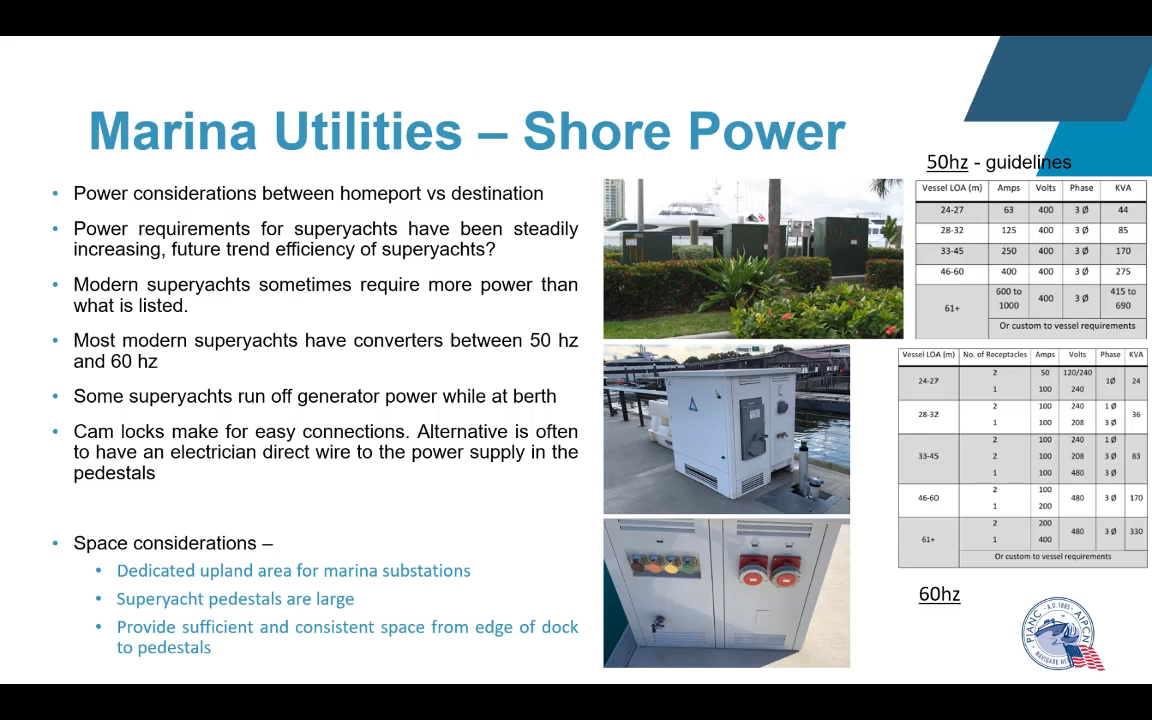 Marina Utilities – Shore Power
• Power considerations between homeport vs destination
• Power requirements for superyachts have been steadily
increasing, future trend efficiency of superyachts?
• Modern superyachts sometimes require more power than
what is listed.
• Most modern superyachts have converters between 50 hz
and 60 hz
• Some superyachts run off generator power while at berth
• Cam locks make for easy connections. Alternative is often
to have an electrician direct wire to the power supply in the
pedestals
• Space considerations –
• Dedicated upland area for marina substations
• Superyacht pedestals are large
• Provide sufficient and consistent space from edge of dock
to pedestals
50hz - guidelines
Vessel LOA (m) Amps Volts Phase KVA
24-27 63 400 3 Ø 44
28-32 125 400 3 Ø 85
33-45 250 400 3 Ø 170
46-60 400 400 3 Ø 275
61+ 600 to 1000 400 3 Ø 415 to 690
Or custom to vessel requirements
Vessel LOA (m) No. of Receptacles Amps Volts Phase KVA
24-27 2 50 120/240 1Ø 24
1 100 240
28-32 2 100 240 1 Ø 36
1 100 208 3 Ø
33-45 2 100 240 1 Ø 83
2 100 208 3 Ø
1 100 480 3 Ø
46-60 2 100 480 3 Ø 170
1 200
61+ 2 200 480 3 Ø 330
1 400
Or custom to vessel requirements
60hz
PIANC · A.D. 1885 · AIPCN